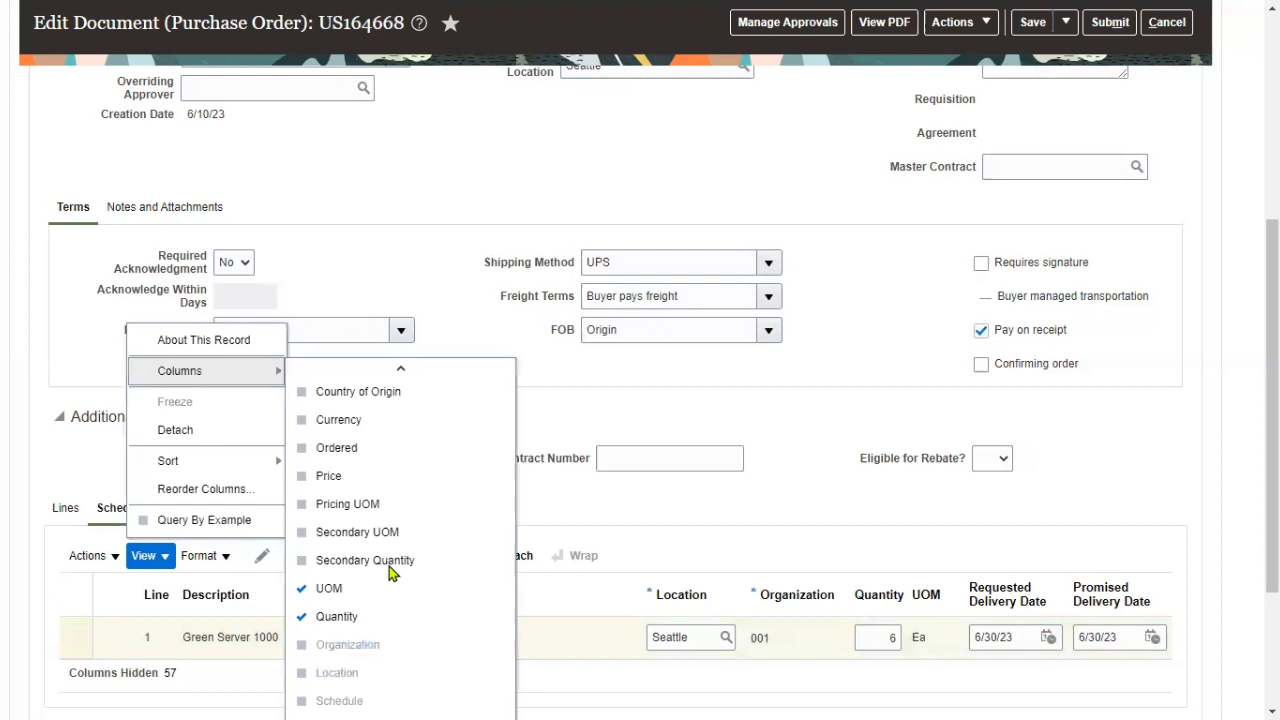 Edit Document (Purchase Order): US164668
Manage Approvals
View PDF
Actions
Save
Submit
Cancel
Overriding
Approver
Location
Seattle
Creation Date
6/10/23
Requisition
Agreement
Master Contract
Terms
Notes and Attachments
Required
Acknowledgment
No
Shipping Method
UPS
Requires signature
Acknowledge Within
Days
Freight Terms
Buyer pays freight
Buyer managed transportation
FOB
Origin
Pay on receipt
Confirming order
About This Record
Columns
Freeze
Detach
Sort
Reorder Columns...
Query By Example
Country of Origin
Currency
Ordered
Price
Pricing UOM
Secondary UOM
Secondary Quantity
UOM
Quantity
Organization
Location
Schedule
Eligible for Rebate?
Number
Lines
Actions
View
Format
Wrap
Line
Description
* Location
* Organization
Quantity
UOM
Requested
Delivery Date
Promised
Delivery Date
1
Green Server 1000
Seattle
001
6
Ea
6/30/23
6/30/23
Columns Hidden 57